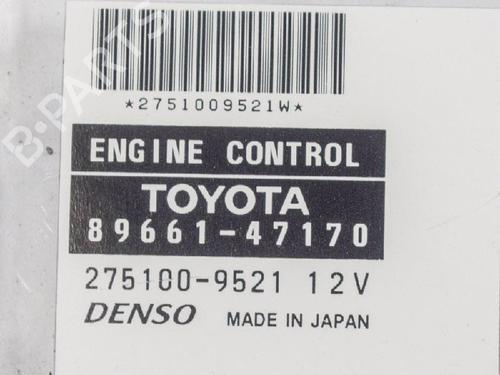 B-PARTS
*2751009521W*
ENGINE CONTROL
TOYOTA
89661-47170
275100-9521 12V
DENSO MADE IN JAPAN